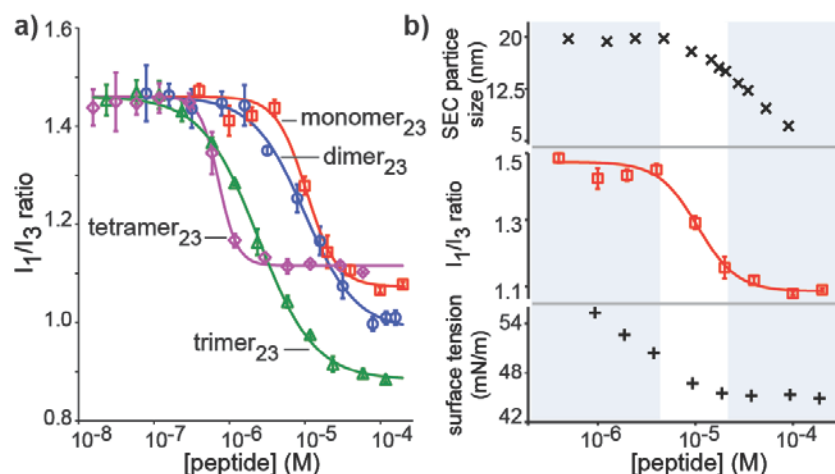 a)
1.6
1.4
1.2
1.0
0.8
I1/I3 ratio
monomer23
dimer23
tetramer23
trimer23
10-8 10-7 10-6 10-5 10-4
[peptide] (M)
b)
SEC partice
size (nm)
20
12.5
5
I1/I3 ratio
1.5
1.3
1.1
surface tension
(mN/m)
54
48
42
10-6 10-5 10-4
[peptide] (M)